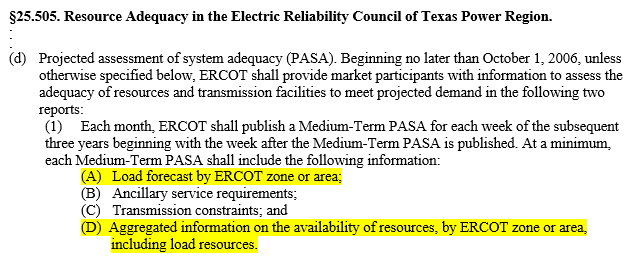 §25.505. Resource Adequacy in the Electric Reliability Council of Texas Power Region.
:
:
(d) Projected assessment of system adequacy (PASA). Beginning no later than October 1, 2006, unless
otherwise specified below, ERCOT shall provide market participants with information to assess the
adequacy of resources and transmission facilities to meet projected demand in the following two
reports:
(1) Each month, ERCOT shall publish a Medium-Term PASA for each week of the subsequent
three years beginning with the week after the Medium-Term PASA is published. At a minimum,
each Medium-Term PASA shall include the following information:
(A) Load forecast by ERCOT zone or area;
(B) Ancillary service requirements;
(C) Transmission constraints; and
(D) Aggregated information on the availability of resources, by ERCOT zone or area,
including load resources.